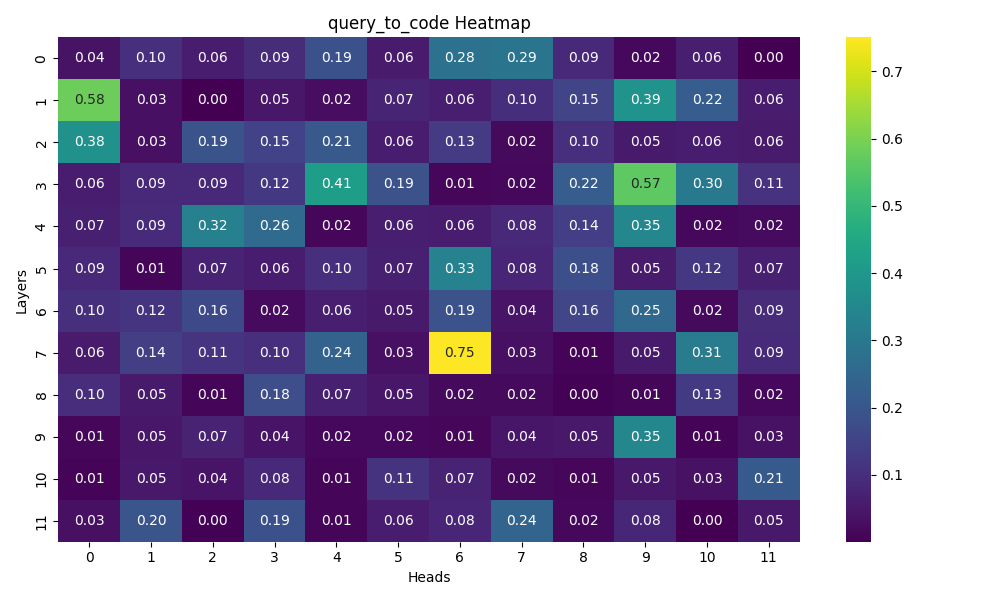 query_to_code Heatmap
0 0.04 0.10 0.06 0.09 0.19 0.06 0.28 0.29 0.09 0.02 0.06 0.00
1 0.58 0.03 0.00 0.05 0.02 0.07 0.06 0.10 0.15 0.39 0.22 0.06
2 0.38 0.03 0.19 0.15 0.21 0.06 0.13 0.02 0.10 0.05 0.06 0.06
3 0.06 0.09 0.09 0.12 0.41 0.19 0.01 0.02 0.22 0.57 0.30 0.11
4 0.07 0.09 0.32 0.26 0.02 0.06 0.06 0.08 0.14 0.35 0.02 0.02
5 0.09 0.01 0.07 0.06 0.10 0.07 0.33 0.08 0.18 0.05 0.12 0.07
6 0.10 0.12 0.16 0.02 0.06 0.05 0.19 0.04 0.16 0.25 0.02 0.09
7 0.06 0.14 0.11 0.10 0.24 0.03 0.75 0.03 0.01 0.05 0.31 0.09
8 0.10 0.05 0.01 0.18 0.07 0.05 0.02 0.02 0.00 0.01 0.13 0.02
9 0.01 0.05 0.07 0.04 0.02 0.02 0.01 0.04 0.05 0.35 0.01 0.03
10 0.01 0.05 0.04 0.08 0.01 0.11 0.07 0.02 0.01 0.05 0.03 0.21
11 0.03 0.20 0.00 0.19 0.01 0.06 0.08 0.24 0.02 0.08 0.00 0.05
0 1 2 3 4 5 6 7 8 9 10 11
Heads
Layers
0.7
0.6
0.5
0.4
0.3
0.2
0.1